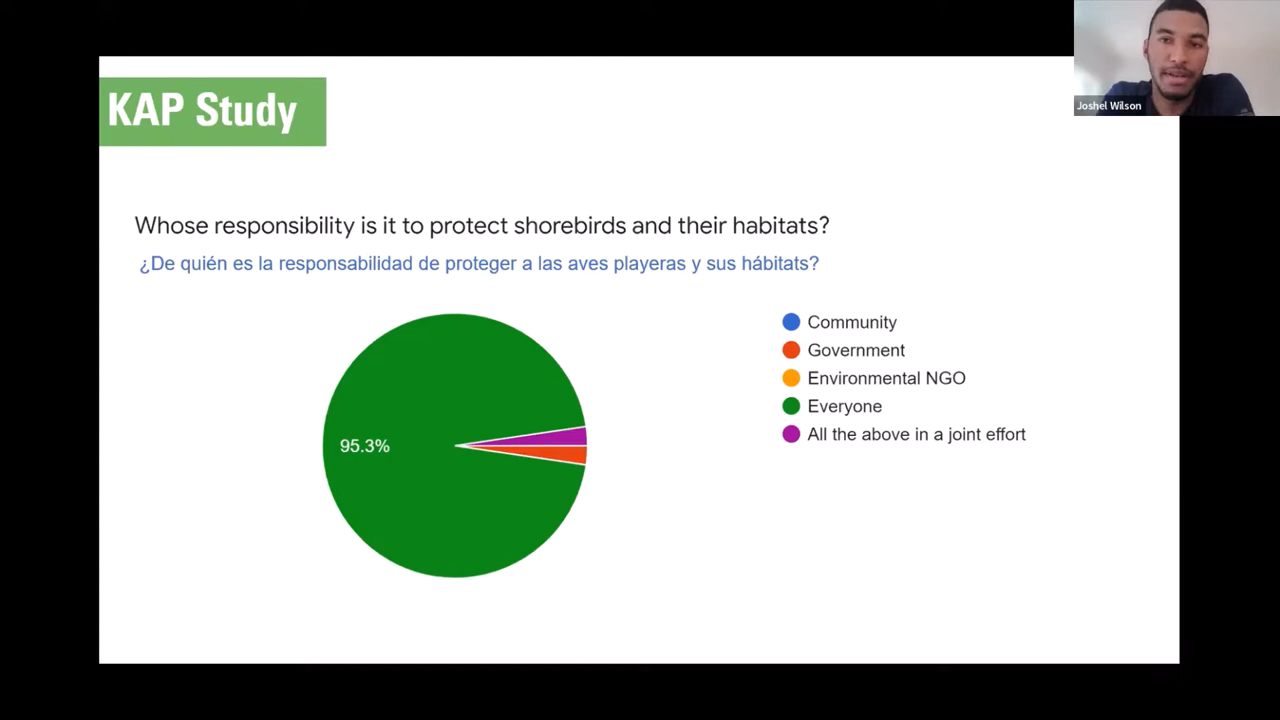 KAP Study
Joshel Wilson
Whose responsibility is it to protect shorebirds and their habitats?
¿De quién es la responsabilidad de proteger a las aves playeras y sus hábitats?
95.3%
Community
Government
Environmental NGO
Everyone
All the above in a joint effort